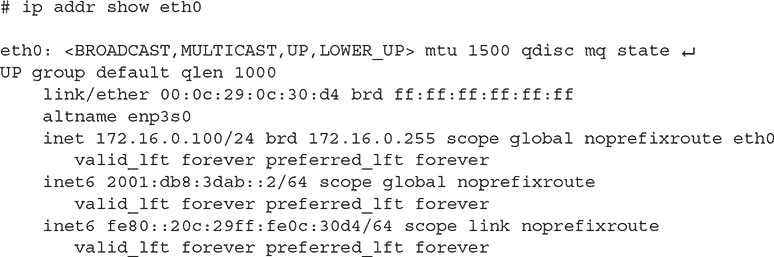 # ip addr show eth0
eth0: <BROADCAST,MULTICAST,UP,LOWER_UP> mtu 1500 qdisc mq state ↵
UP group default qlen 1000
link/ether 00:0c:29:0c:30:d4 brd ff:ff:ff:ff:ff:ff
altname enp3s0
inet 172.16.0.100/24 brd 172.16.0.255 scope global noprefixroute eth0
valid_lft forever preferred_lft forever
inet6 2001:db8:3dab::2/64 scope global noprefixroute
valid_lft forever preferred_lft forever
inet6 fe80::20c:29ff:fe0c:30d4/64 scope link noprefixroute
valid_lft forever preferred_lft forever